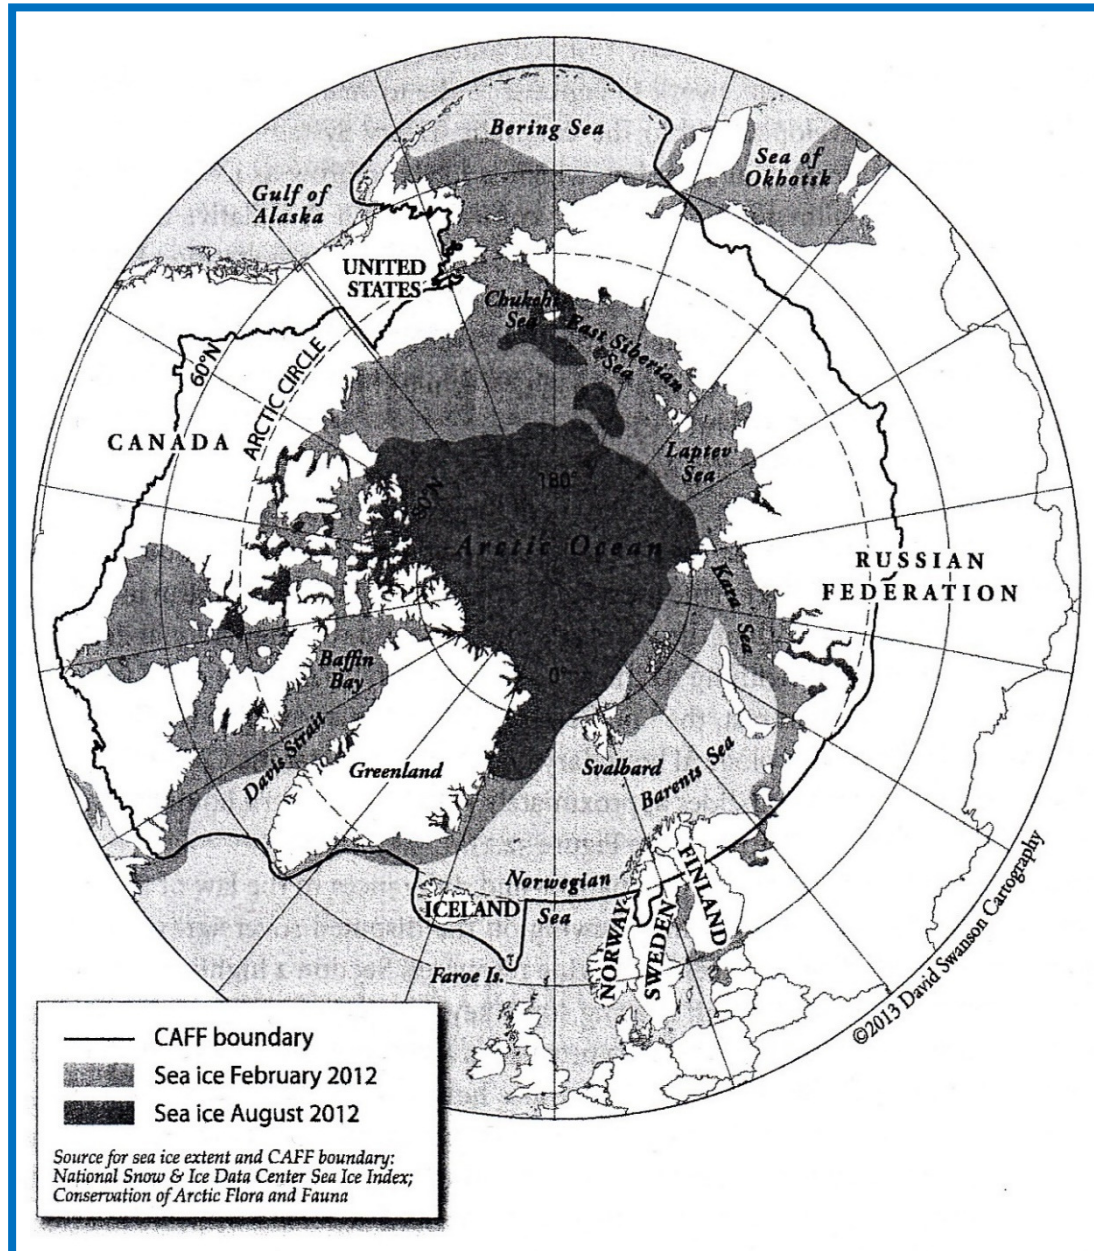 Bering Sea
Sea of
Okhotsk
Gulf of
Alaska
UNITED
STATES
Chukchi
Sea
East Siberian
Sea
60°N
ARCTIC CIRCLE
CANADA
Laptev
Sea
180°
80°N
Arctic Ocean
RUSSIAN
FEDERATION
Kara Sea
Baffin
Bay
0°
Davis Strait
Greenland
Svalbard
Barents Sea
Norwegian
Sea
ICELAND
FINLAND
NORWAY
SWEDEN
Faroe Is.
©2013 David Swanson Cartography
CAFF boundary
Sea ice February 2012
Sea ice August 2012
Source for sea ice extent and CAFF boundary:
National Snow & Ice Data Center Sea Ice Index;
Conservation of Arctic Flora and Fauna